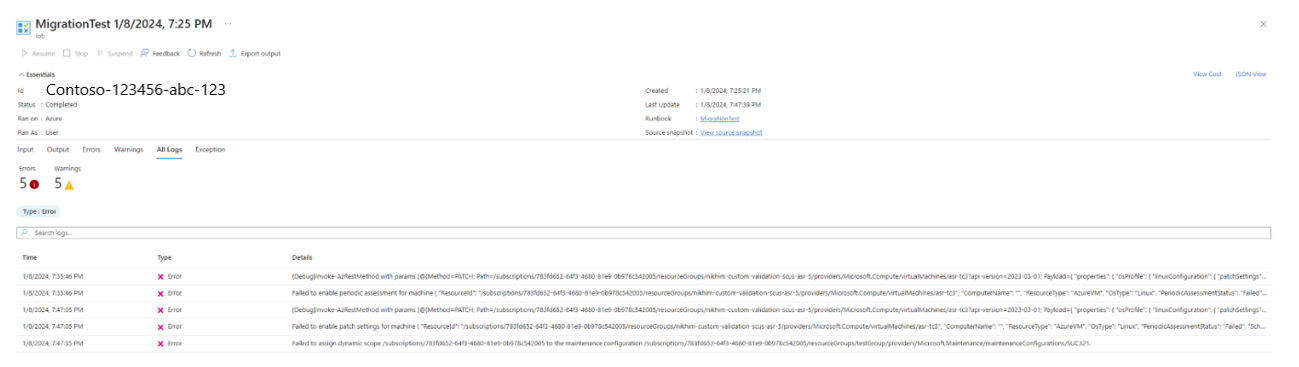 MigrationTest 1/8/2024, 7:25 PM ...
Job
Resume Stop Suspend Feedback Refresh Export output
Essentials View Cost JSON View
Id : Contoso-123456-abc-123 Created : 1/8/2024, 7:25:21 PM
Status : Completed Last Update : 1/8/2024, 7:47:39 PM
Ran on : Azure Runbook : MigrationTest
Ran As : User Source snapshot : View source snapshot
Input Output Errors Warnings All Logs Exception
Errors Warnings
5 5
Type : Error
Search logs...
Time Type Details
1/8/2024, 7:35:46 PM Error [Debug]Invoke-AzRestMethod with params [@{Method=PATCH; Path=/subscriptions/783fd652-64f3-4680-81e9-0b978c542005/resourceGroups/nikhim-custom-validation-scus-asr-5/providers/Microsoft.Compute/virtualMachines/asr-tc3?api-version=2023-03-01; Payload={ "properties": { "osProfile": { "linuxConfiguration": { "patchSettings"...
1/8/2024, 7:35:46 PM Error Failed to enable periodic assessment for machine { "ResourceId": "/subscriptions/783fd652-64f3-4680-81e9-0b978c542005/resourceGroups/nikhim-custom-validation-scus-asr-5/providers/Microsoft.Compute/virtualMachines/asr-tc3", "ComputerName": "", "ResourceType": "AzureVM", "OsType": "Linux", "PeriodicAssessmentStatus": "Failed"...
1/8/2024, 7:47:05 PM Error [Debug]Invoke-AzRestMethod with params [@{Method=PATCH; Path=/subscriptions/783fd652-64f3-4680-81e9-0b978c542005/resourceGroups/nikhim-custom-validation-scus-asr-5/providers/Microsoft.Compute/virtualMachines/asr-tc3?api-version=2023-03-01; Payload={ "properties": { "osProfile": { "linuxConfiguration": { "patchSettings"...
1/8/2024, 7:47:05 PM Error Failed to enable patch settings for machine { "ResourceId": "/subscriptions/783fd652-64f3-4680-81e9-0b978c542005/resourceGroups/nikhim-custom-validation-scus-asr-5/providers/Microsoft.Compute/virtualMachines/asr-tc3", "ComputerName": "", "ResourceType": "AzureVM", "OsType": "Linux", "PeriodicAssessmentStatus": "Failed", "Sch...
1/8/2024, 7:47:35 PM Error Failed to assign dynamic scope /subscriptions/783fd652-64f3-4680-81e9-0b978c542005 to the maintenance configuration /subscriptions/783fd652-64f3-4680-81e9-0b978c542005/resourceGroups/testGroup/providers/Microsoft.Maintenance/maintenanceConfigurations/SUC321.